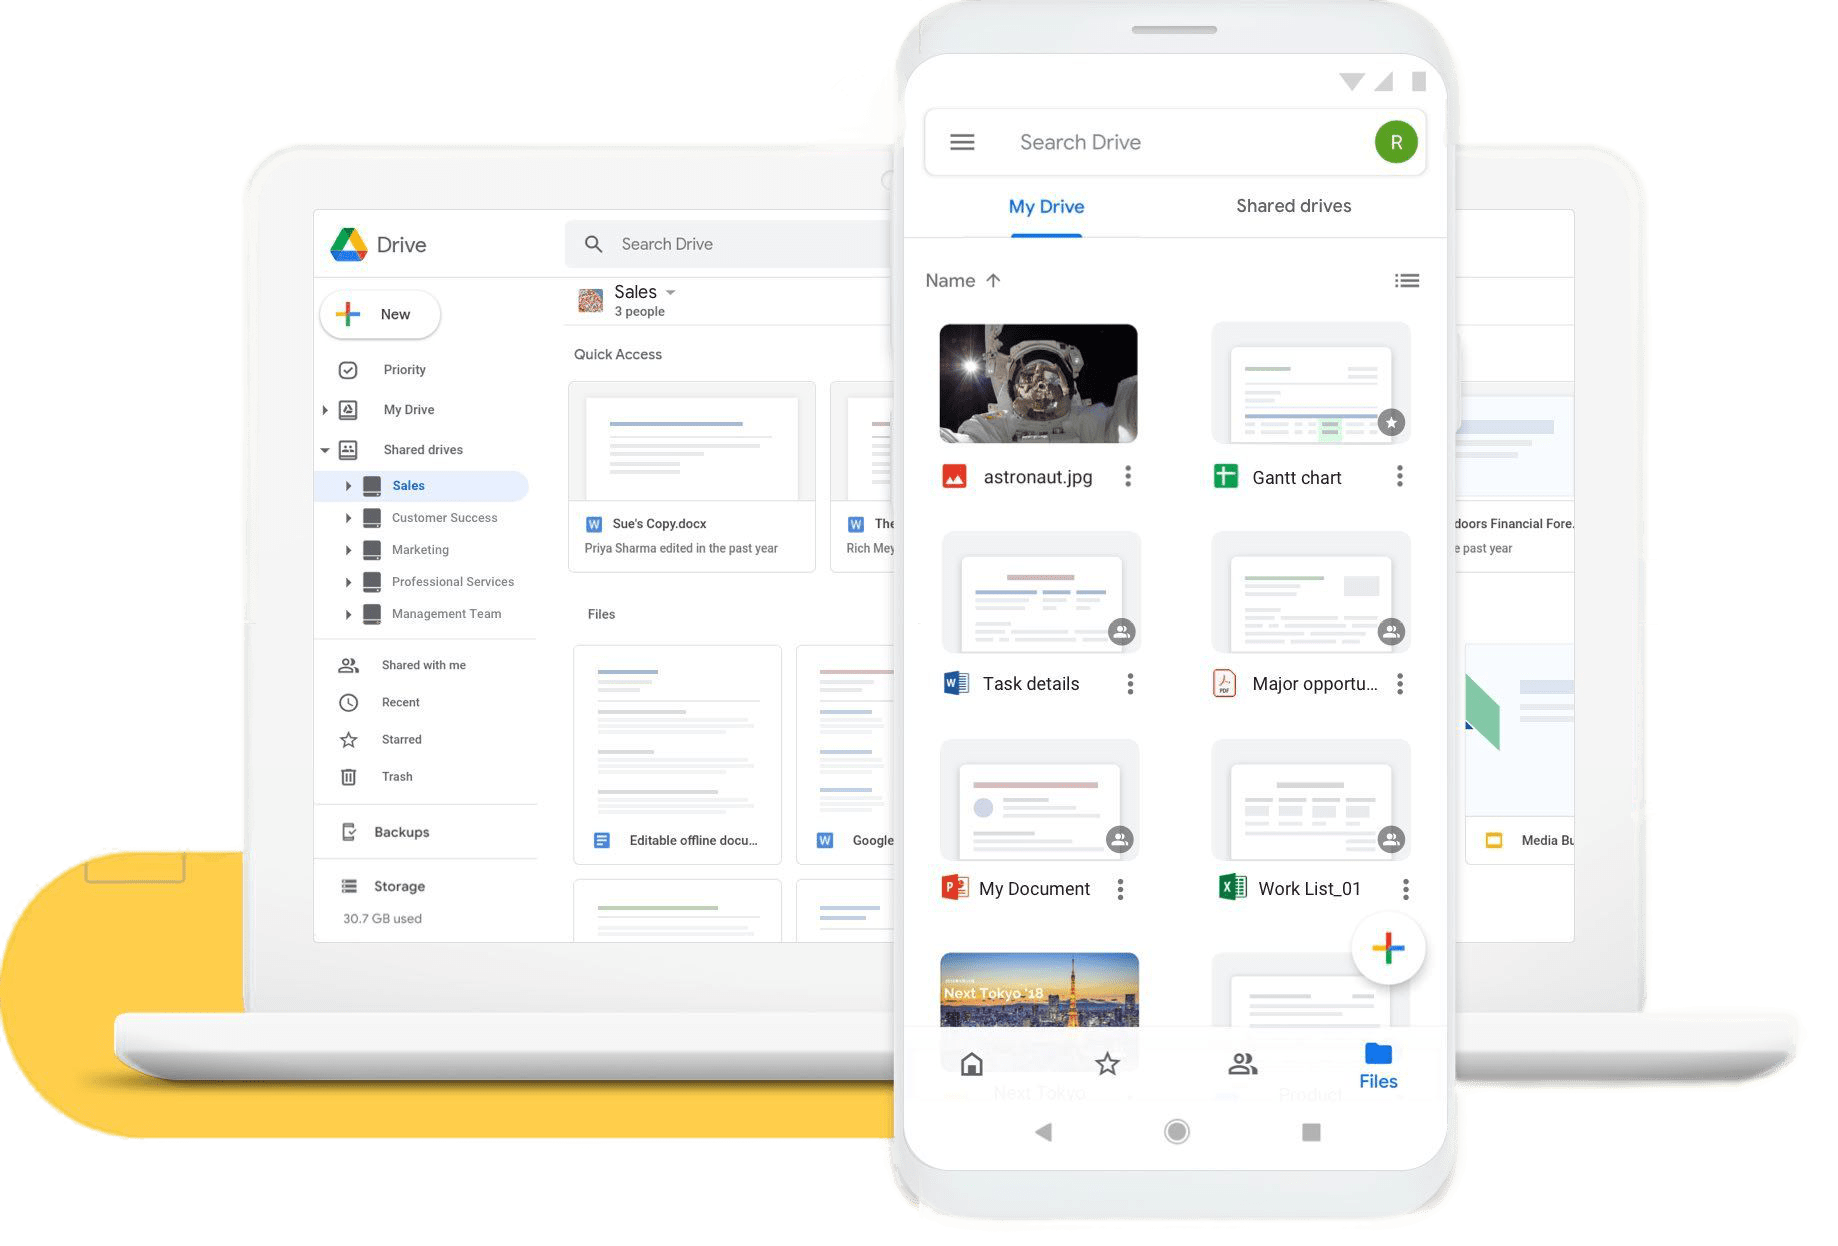 Drive
Search Drive
New
Sales
3 people
Priority
My Drive
Shared drives
Sales
Customer Success
Marketing
Professional Services
Management Team
Shared with me
Recent
Starred
Trash
Backups
Storage
30.7 GB used
Quick Access
Sue's Copy.docx
Priya Sharma edited in the past year
The
Rich Mey
Files
Editable offline docu...
Google
doors Financial Fore.
e past year
Media Bu
Search Drive
R
My Drive
Shared drives
Name
astronaut.jpg
Gantt chart
Task details
PDF
Major opportu...
My Document
Work List_01
Next Tokyo '18
Next Tokyo
Product
Files